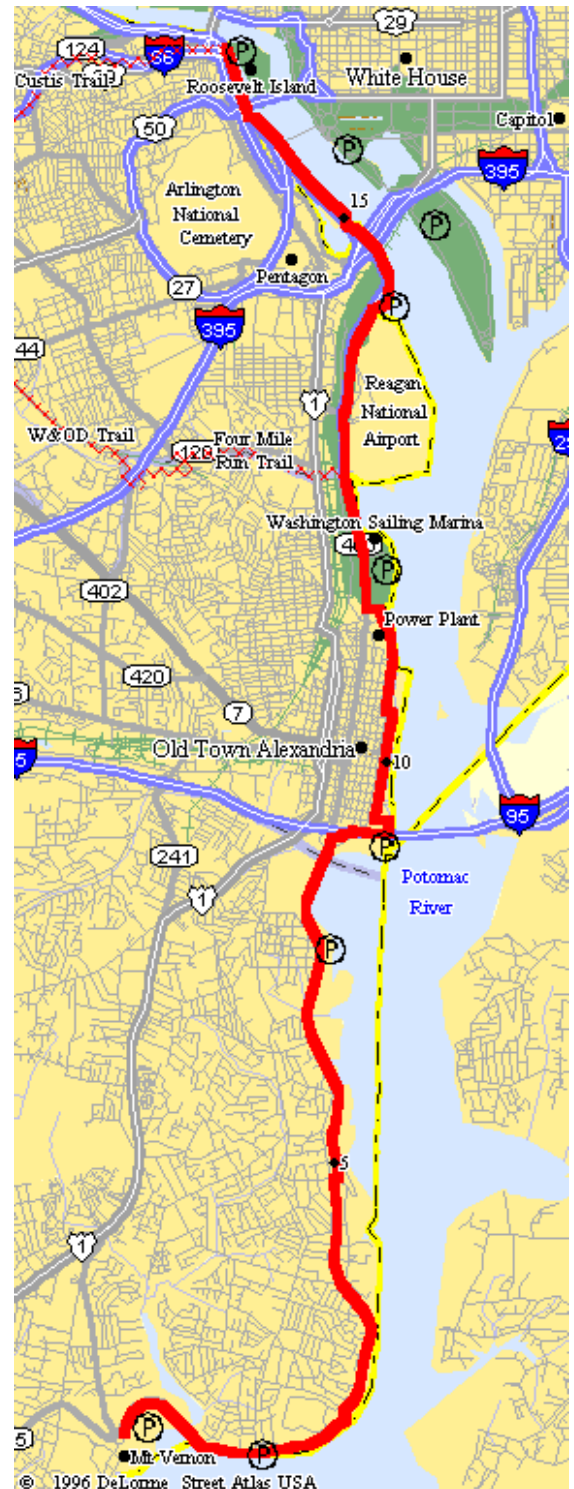 29
124
66
Custis Trail
White House
Roosevelt Island
P
Capitol
50
P
395
Arlington
National
Cemetery
15
P
Pentagon
27
P
395
44
Reagan
National
Airport
1
W&OD Trail
120
Four Mile
Run Trail
Washington Sailing Marina
P
402
Power Plant
420
7
Old Town Alexandria
10
5
95
P
241
Potomac
River
1
P
5
1
P
5
P
Mt Vernon
© 1996 DeLorme Street Atlas USA